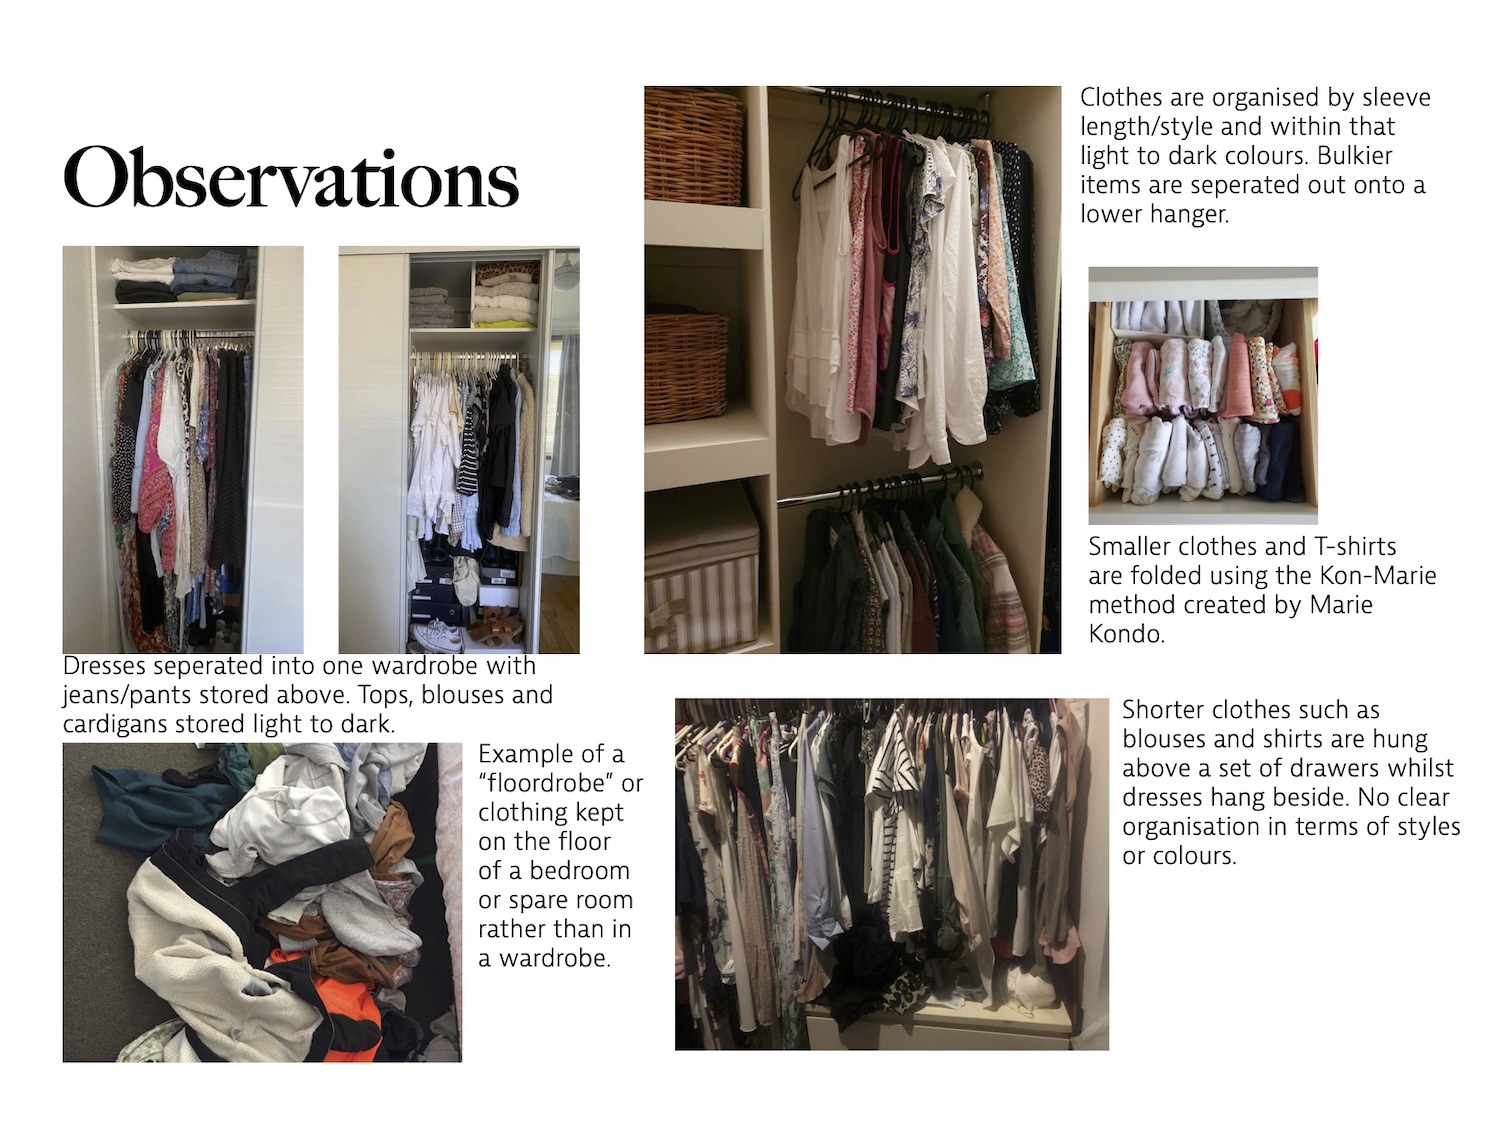 Observations
Dresses seperated into one wardrobe with
jeans/pants stored above. Tops, blouses and
cardigans stored light to dark.
Example of a
“floordrobe” or
clothing kept
on the floor
of a bedroom
or spare room
rather than in
a wardrobe.
Clothes are organised by sleeve
length/style and within that
light to dark colours. Bulkier
items are seperated out onto a
lower hanger.
Smaller clothes and T-shirts
are folded using the Kon-Marie
method created by Marie
Kondo.
Shorter clothes such as
blouses and shirts are hung
above a set of drawers whilst
dresses hang beside. No clear
organisation in terms of styles
or colours.